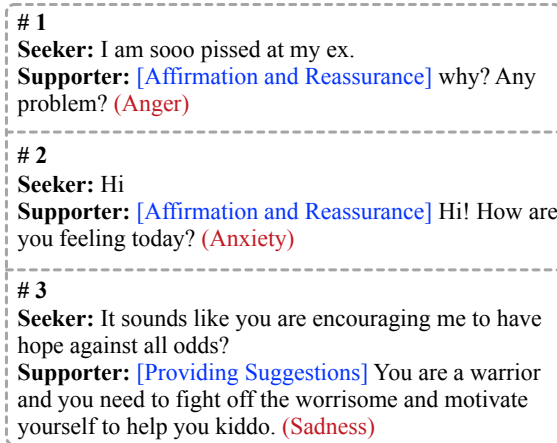 # 1
Seeker: I am sooo pissed at my ex.
Supporter: [Affirmation and Reassurance] why? Any
problem? (Anger)
# 2
Seeker: Hi
Supporter: [Affirmation and Reassurance] Hi! How are
you feeling today? (Anxiety)
# 3
Seeker: It sounds like you are encouraging me to have
hope against all odds?
Supporter: [Providing Suggestions] You are a warrior
and you need to fight off the worrisome and motivate
yourself to help you kiddo. (Sadness)